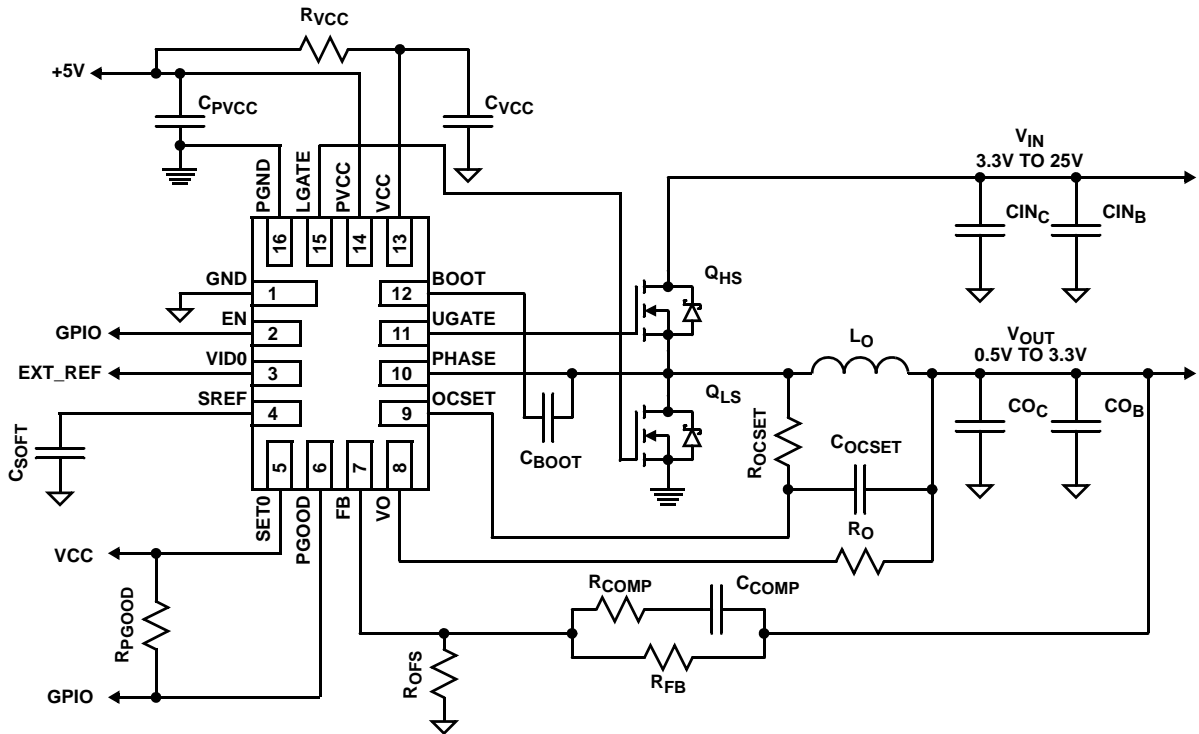 RVCC
+5V
CPVCC
CVCC
VIN
3.3V TO 25V
PGND
LGATE
PVCC
VCC
CINC
CINB
16
15
14
13
GND
1
12
BOOT
QHS
EN
GPIO
2
11
UGATE
VID0
EXT_REF
3
10
PHASE
LO
VOUT
0.5V TO 3.3V
SREF
4
9
OCSET
QLS
COC
COB
CSOFT
5
6
7
8
CBOOT
ROCSET
COCSET
SET0
PGOOD
FB
VO
RO
VCC
RPGOOD
RCOMP
CCOMP
GPIO
ROFS
RFB